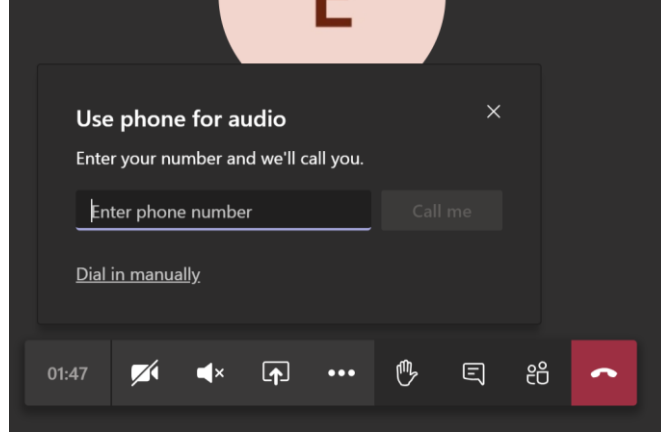 E
Use phone for audio
Enter your number and we'll call you.
Enter phone number
Call me
Dial in manually
01:47